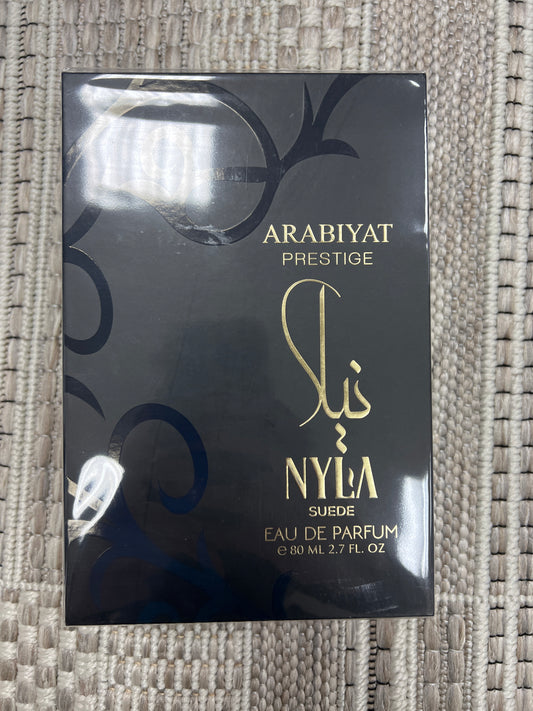 ARABIYAT
PRESTIGE
نيلا
NYLA
SUEDE
EAU DE PARFUM
℮ 80 ML 2.7 FL. OZ